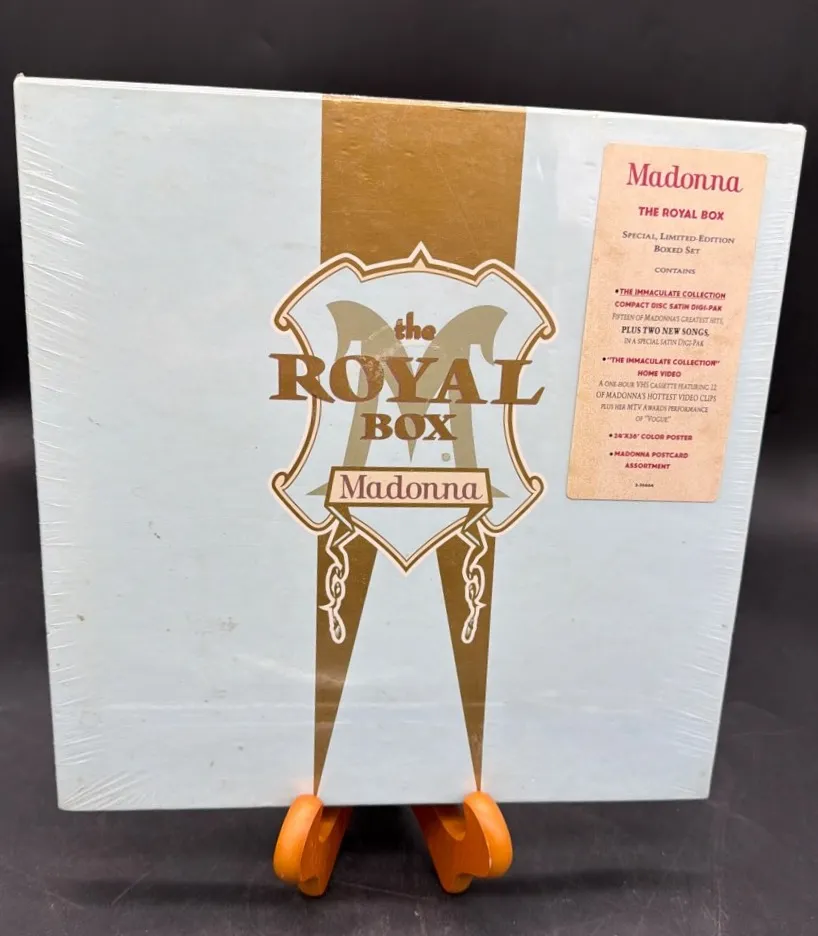 the
ROYAL
BOX
Madonna
Madonna
THE ROYAL BOX
SPECIAL, LIMITED-EDITION
BOXED SET
CONTAINS
•THE IMMACULATE COLLECTION
COMPACT DISC SATIN DIGI-PAK
FIFTEEN OF MADONNA'S GREATEST HITS,
PLUS TWO NEW SONGS,
IN A SPECIAL SATIN DIGI-PAK
•"THE IMMACULATE COLLECTION"
HOME VIDEO
A ONE-HOUR VHS CASSETTE FEATURING 12
OF MADONNA'S HOTTEST VIDEO CLIPS
PLUS HER MTV AWARDS PERFORMANCE
OF "VOGUE"
• COLOR POSTER
• MADONNA POSTCARD
ASSORTMENT